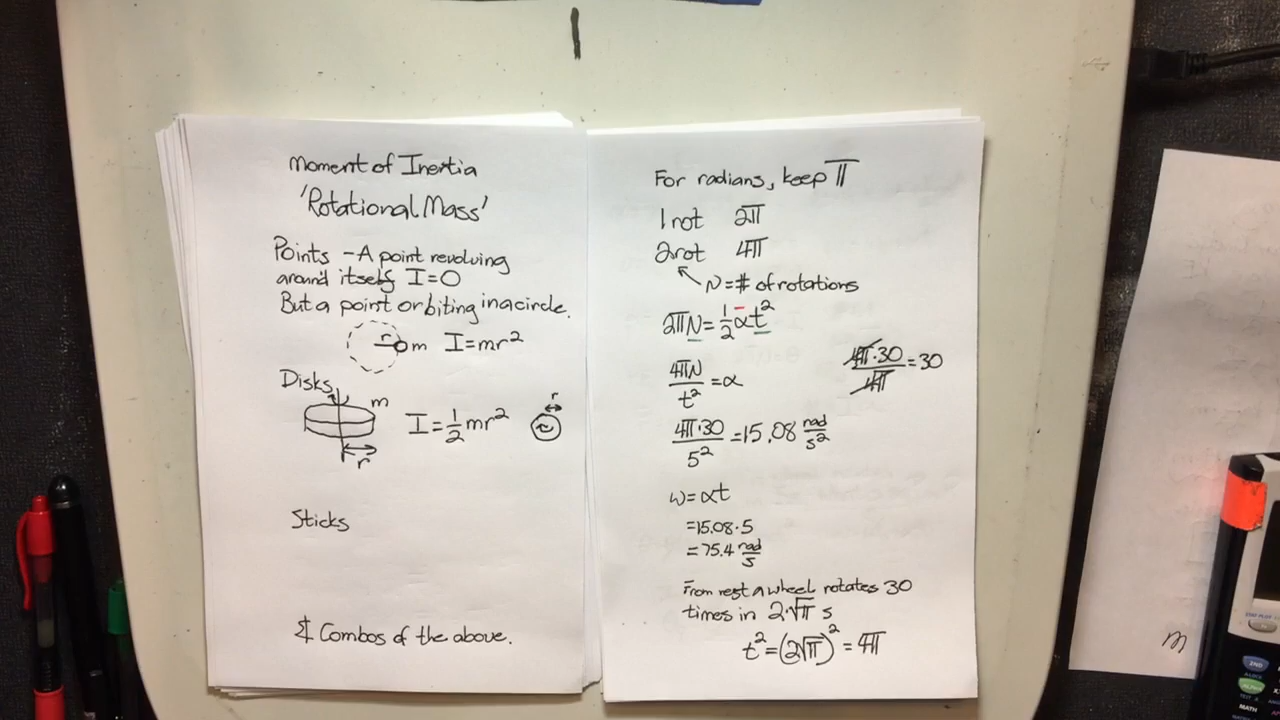 Moment of Inertia
'Rotational Mass'
Points - A point revolving
around itself I=0
But a point orbiting in a circle.
r m I=mr²
Disks
m
I=½mr²
r
r
Sticks
& Combos of the above.
For radians, keep π
1 rot 2π
2 rot 4π
N=# of rotations
2πN=½αt²
4πN/t²=α
4π·30/4π=30
4π·30/5²=15.08 rad/s²
ω=αt
=15.08·5
=75.4 rad/s
From rest a wheel rotates 30
times in 2√π s
t²=(2√π)²=4π
m
2ND
ALPHA
MATH